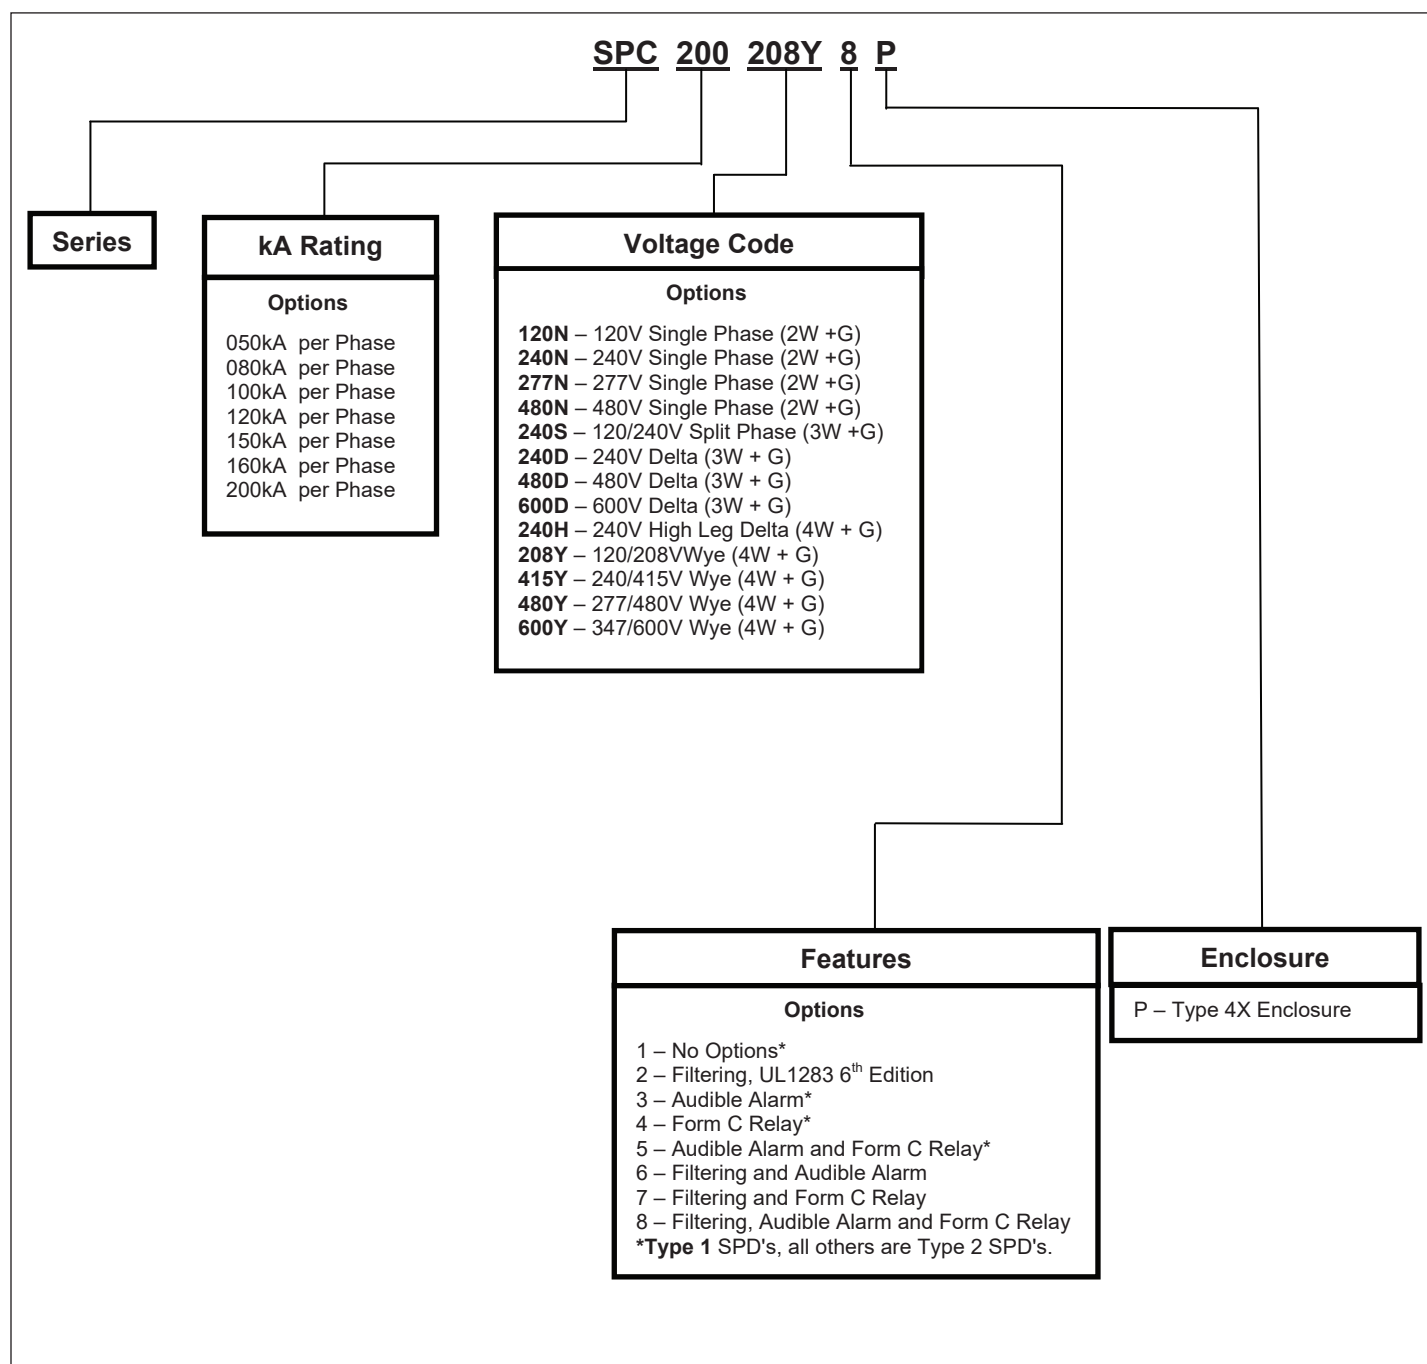 SPC 200 208Y 8 P
Series
kA Rating
Options
050kA per Phase
080kA per Phase
100kA per Phase
120kA per Phase
150kA per Phase
160kA per Phase
200kA per Phase
Voltage Code
Options
120N – 120V Single Phase (2W +G)
240N – 240V Single Phase (2W +G)
277N – 277V Single Phase (2W +G)
480N – 480V Single Phase (2W +G)
240S – 120/240V Split Phase (3W +G)
240D – 240V Delta (3W + G)
480D – 480V Delta (3W + G)
600D – 600V Delta (3W + G)
240H – 240V High Leg Delta (4W + G)
208Y – 120/208VWye (4W + G)
415Y – 240/415V Wye (4W + G)
480Y – 277/480V Wye (4W + G)
600Y – 347/600V Wye (4W + G)
Features
Options
1 – No Options*
2 – Filtering, UL1283 6th Edition
3 – Audible Alarm*
4 – Form C Relay*
5 – Audible Alarm and Form C Relay*
6 – Filtering and Audible Alarm
7 – Filtering and Form C Relay
8 – Filtering, Audible Alarm and Form C Relay
*Type 1 SPD's, all others are Type 2 SPD's.
Enclosure
P – Type 4X Enclosure